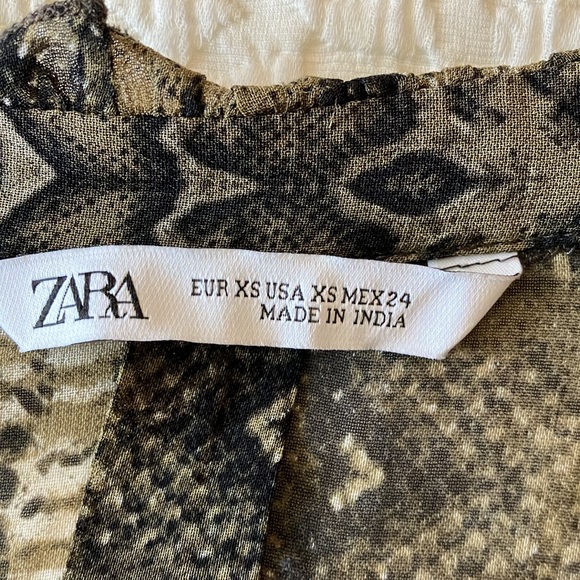 ZARA
EUR XS USA XS MEX 24
MADE IN INDIA